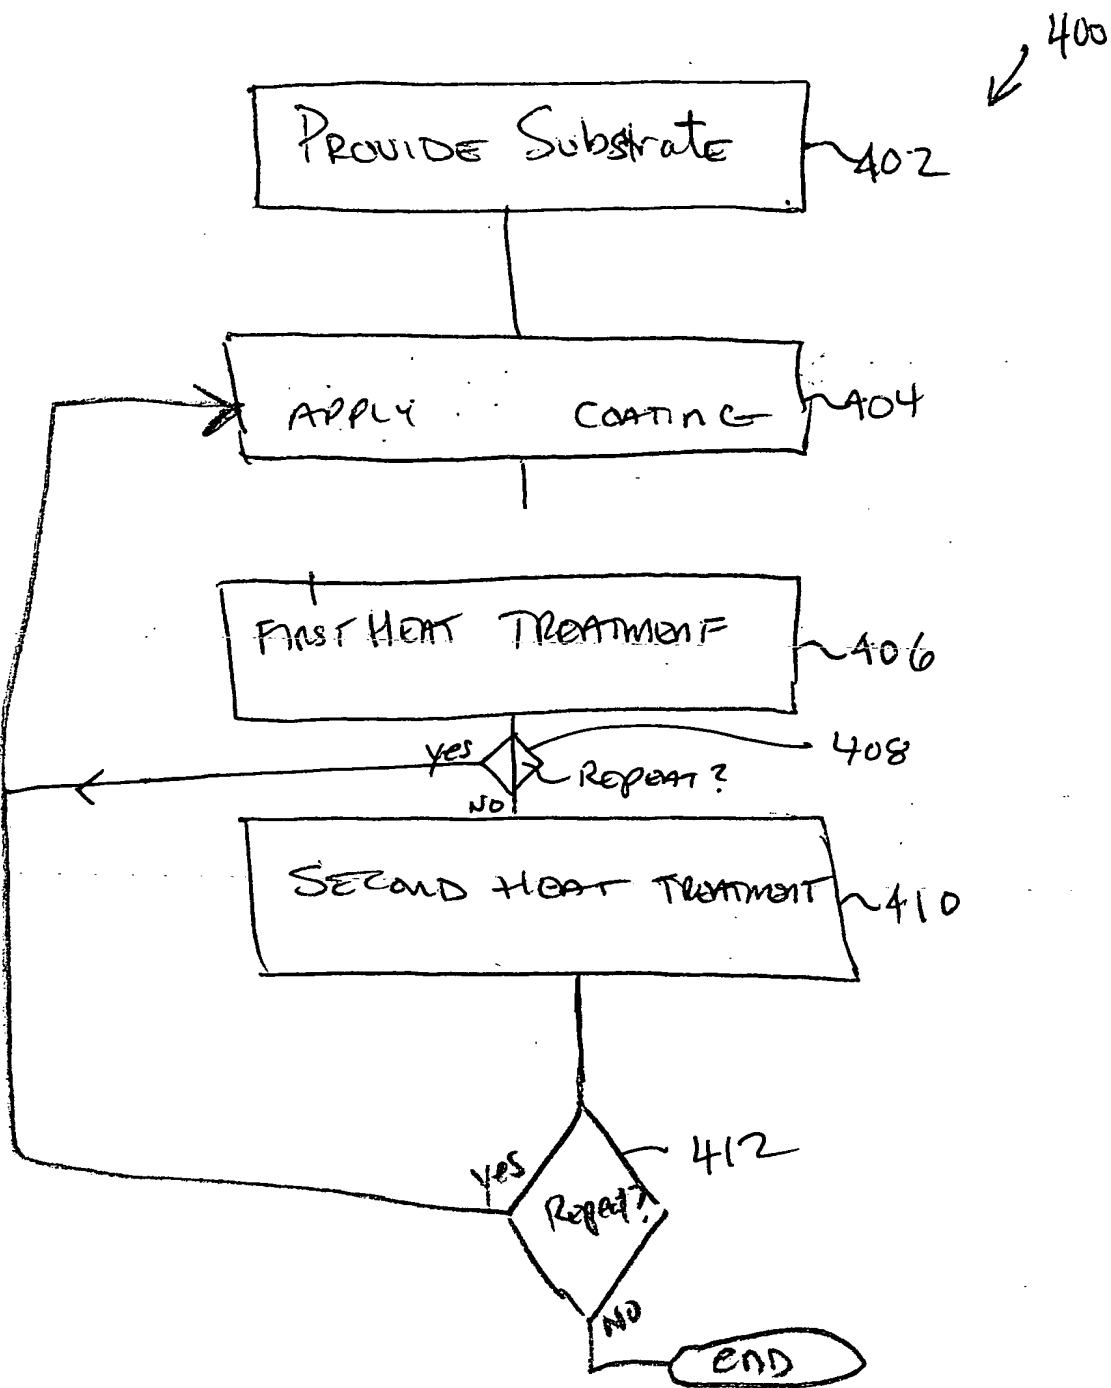 400
PROVIDE Substrate
402
APPLY COATING
404
FIRST HEAT TREATMENT
406
yes
408
REPEAT?
NO
SECOND HEAT TREATMENT
410
412
yes
Repeat?
NO
END